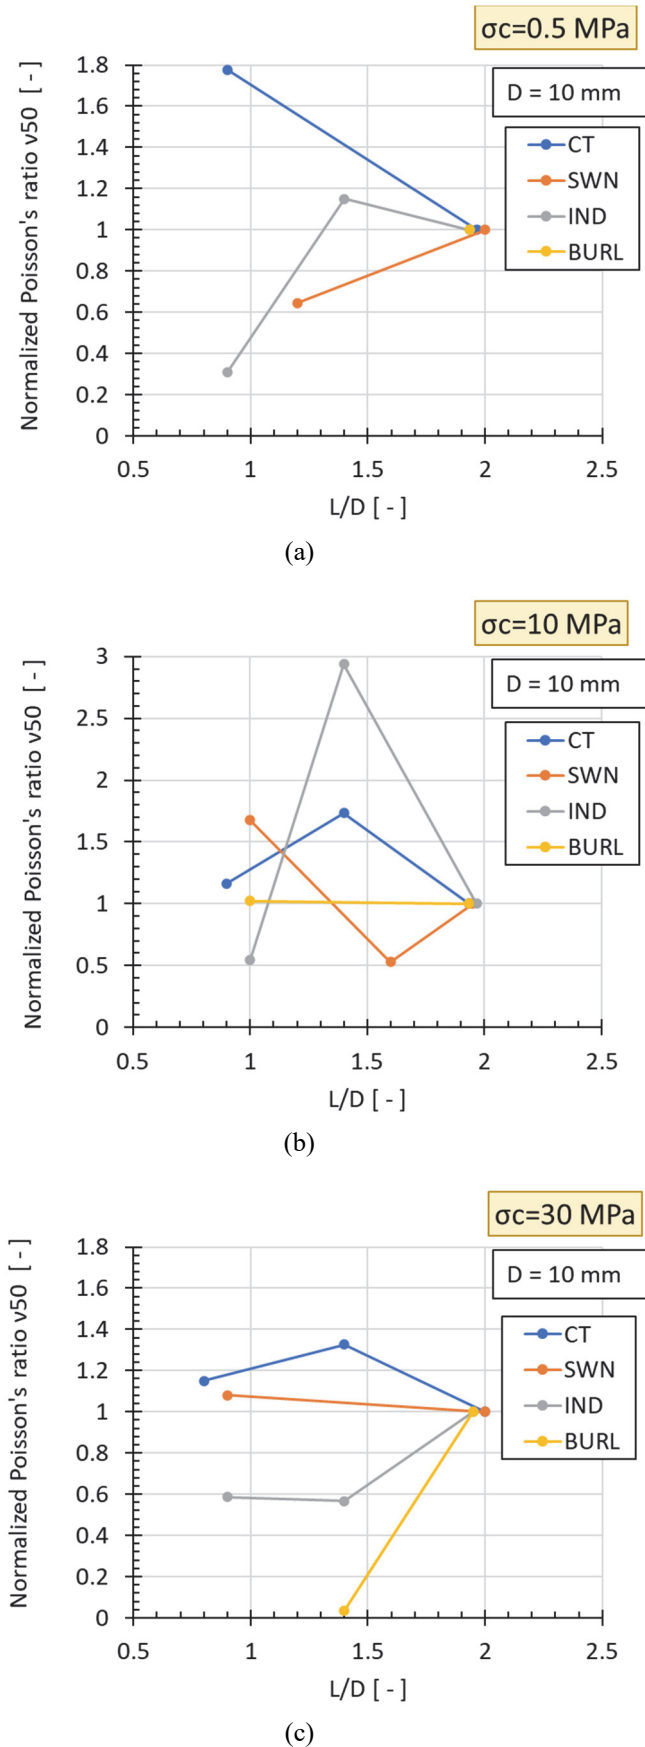 σc=0.5 MPa
D = 10 mm
Normalized Poisson's ratio v50 [ - ]
1.8
1.6
1.4
1.2
1
0.8
0.6
0.4
0.2
0
CT
SWN
IND
BURL
0.5 1 1.5 2 2.5
L/D [ - ]
(a)
σc=10 MPa
D = 10 mm
Normalized Poisson's ratio v50 [ - ]
3
2.5
2
1.5
1
0.5
0
CT
SWN
IND
BURL
0.5 1 1.5 2 2.5
L/D [ - ]
(b)
σc=30 MPa
D = 10 mm
Normalized Poisson's ratio v50 [ - ]
1.8
1.6
1.4
1.2
1
0.8
0.6
0.4
0.2
0
CT
SWN
IND
BURL
0.5 1 1.5 2 2.5
L/D [ - ]
(c)